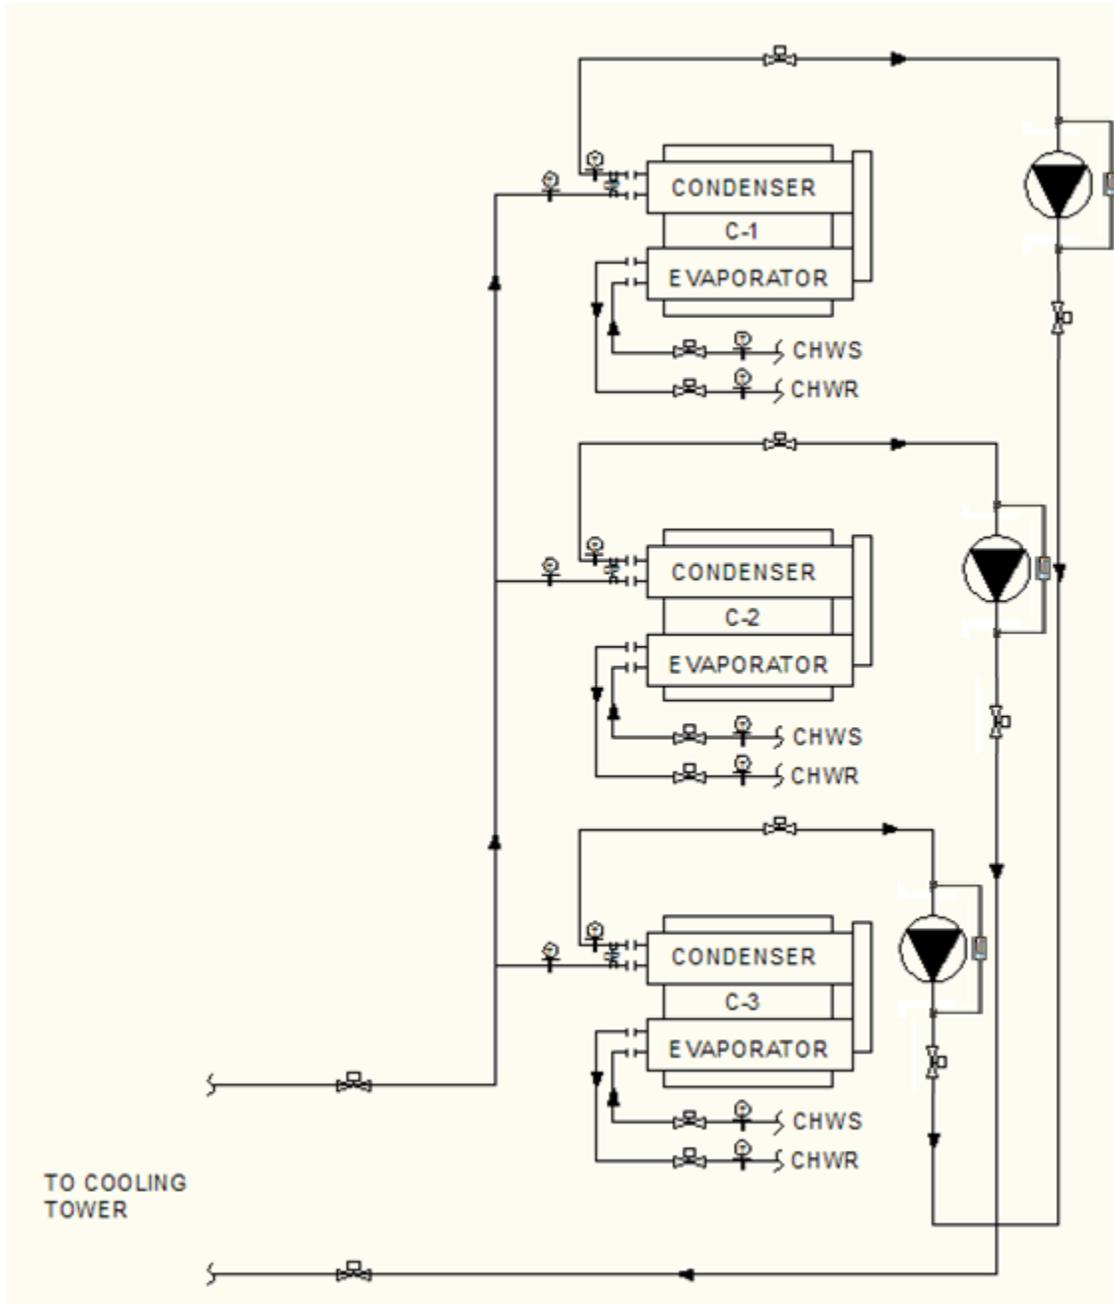 CONDENSER
C-1
EVAPORATOR
CHWS
CHWR
CONDENSER
C-2
EVAPORATOR
CHWS
CHWR
CONDENSER
C-3
EVAPORATOR
CHWS
CHWR
TO COOLING
TOWER